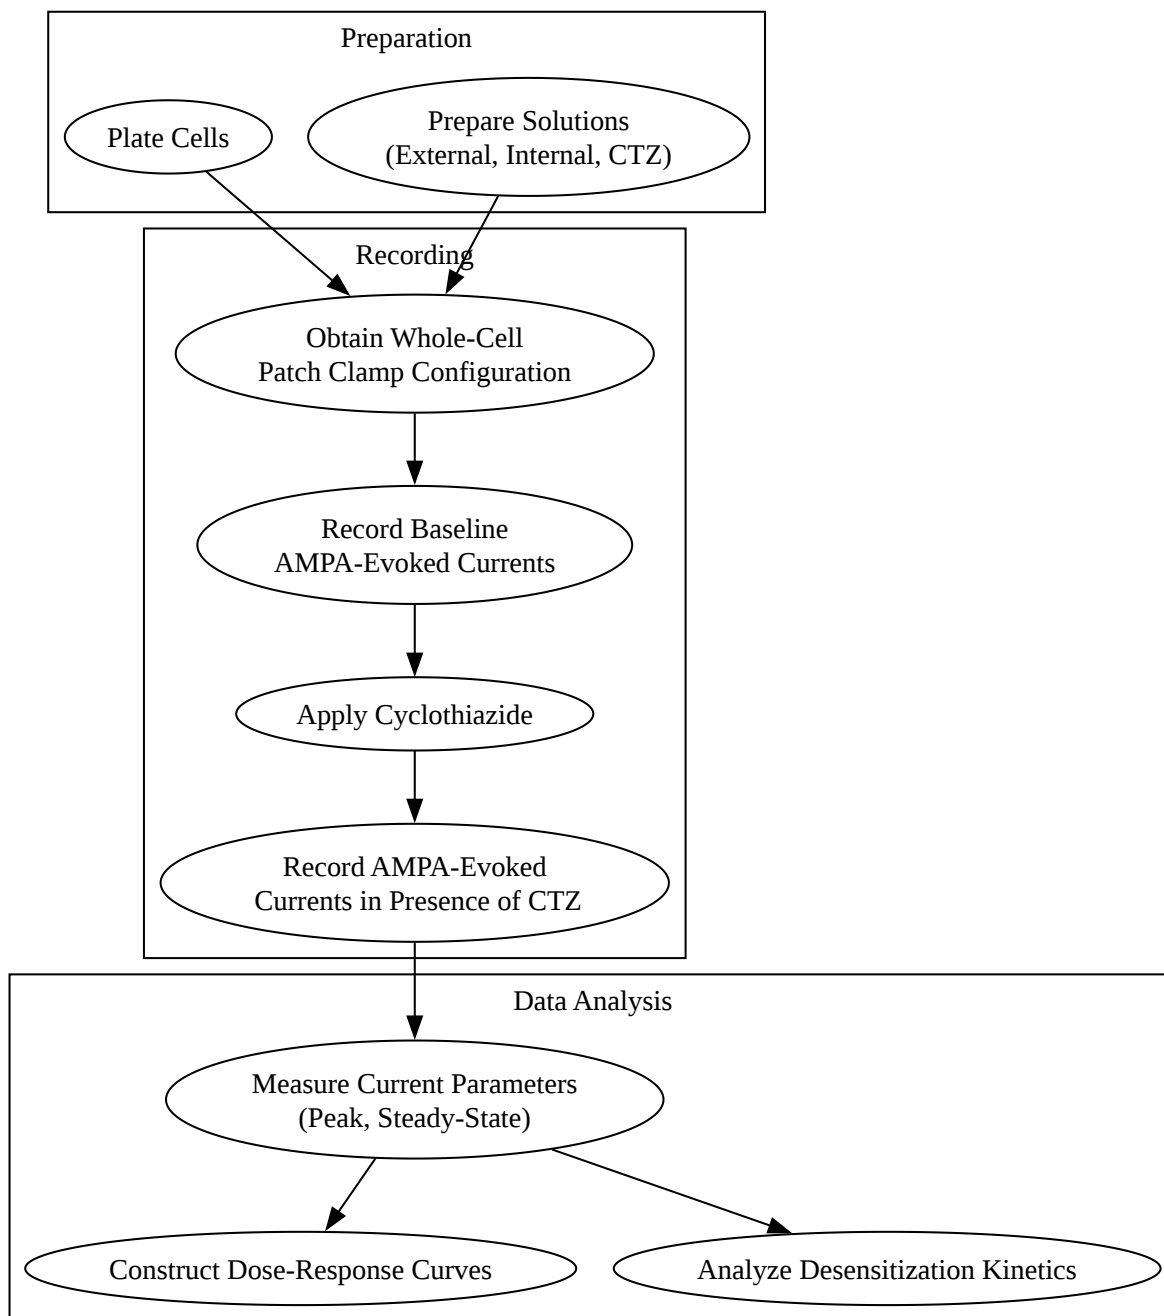 Preparation
Plate Cells
Prepare Solutions
(External, Internal, CTZ)
Recording
Obtain Whole-Cell
Patch Clamp Configuration
Record Baseline
AMPA-Evoked Currents
Apply Cyclothiazide
Record AMPA-Evoked
Currents in Presence of CTZ
Data Analysis
Measure Current Parameters
(Peak, Steady-State)
Construct Dose-Response Curves
Analyze Desensitization Kinetics